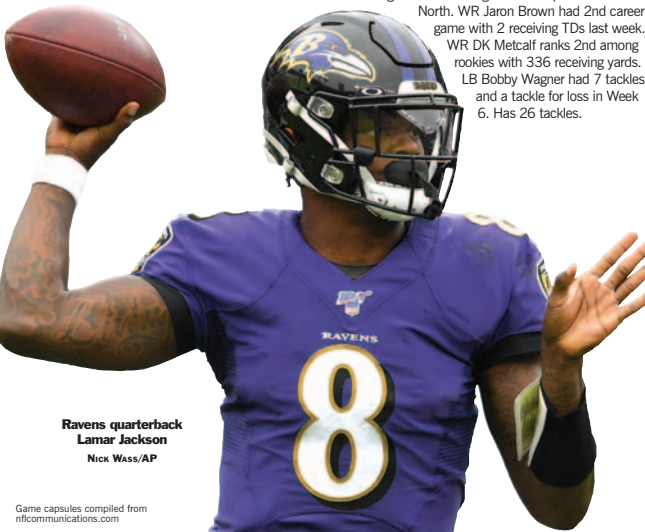 North. WR Jaron Brown had 2nd career
game with 2 receiving TDs last week.
WR DK Metcalf ranks 2nd among
rookies with 336 receiving yards.
LB Bobby Wagner had 7 tackles
and a tackle for loss in Week
6. Has 26 tackles.
RAVENS
8
8
Ravens quarterback
Lamar Jackson
NICK WASS/AP
Game capsules compiled from
nflcommunications.com